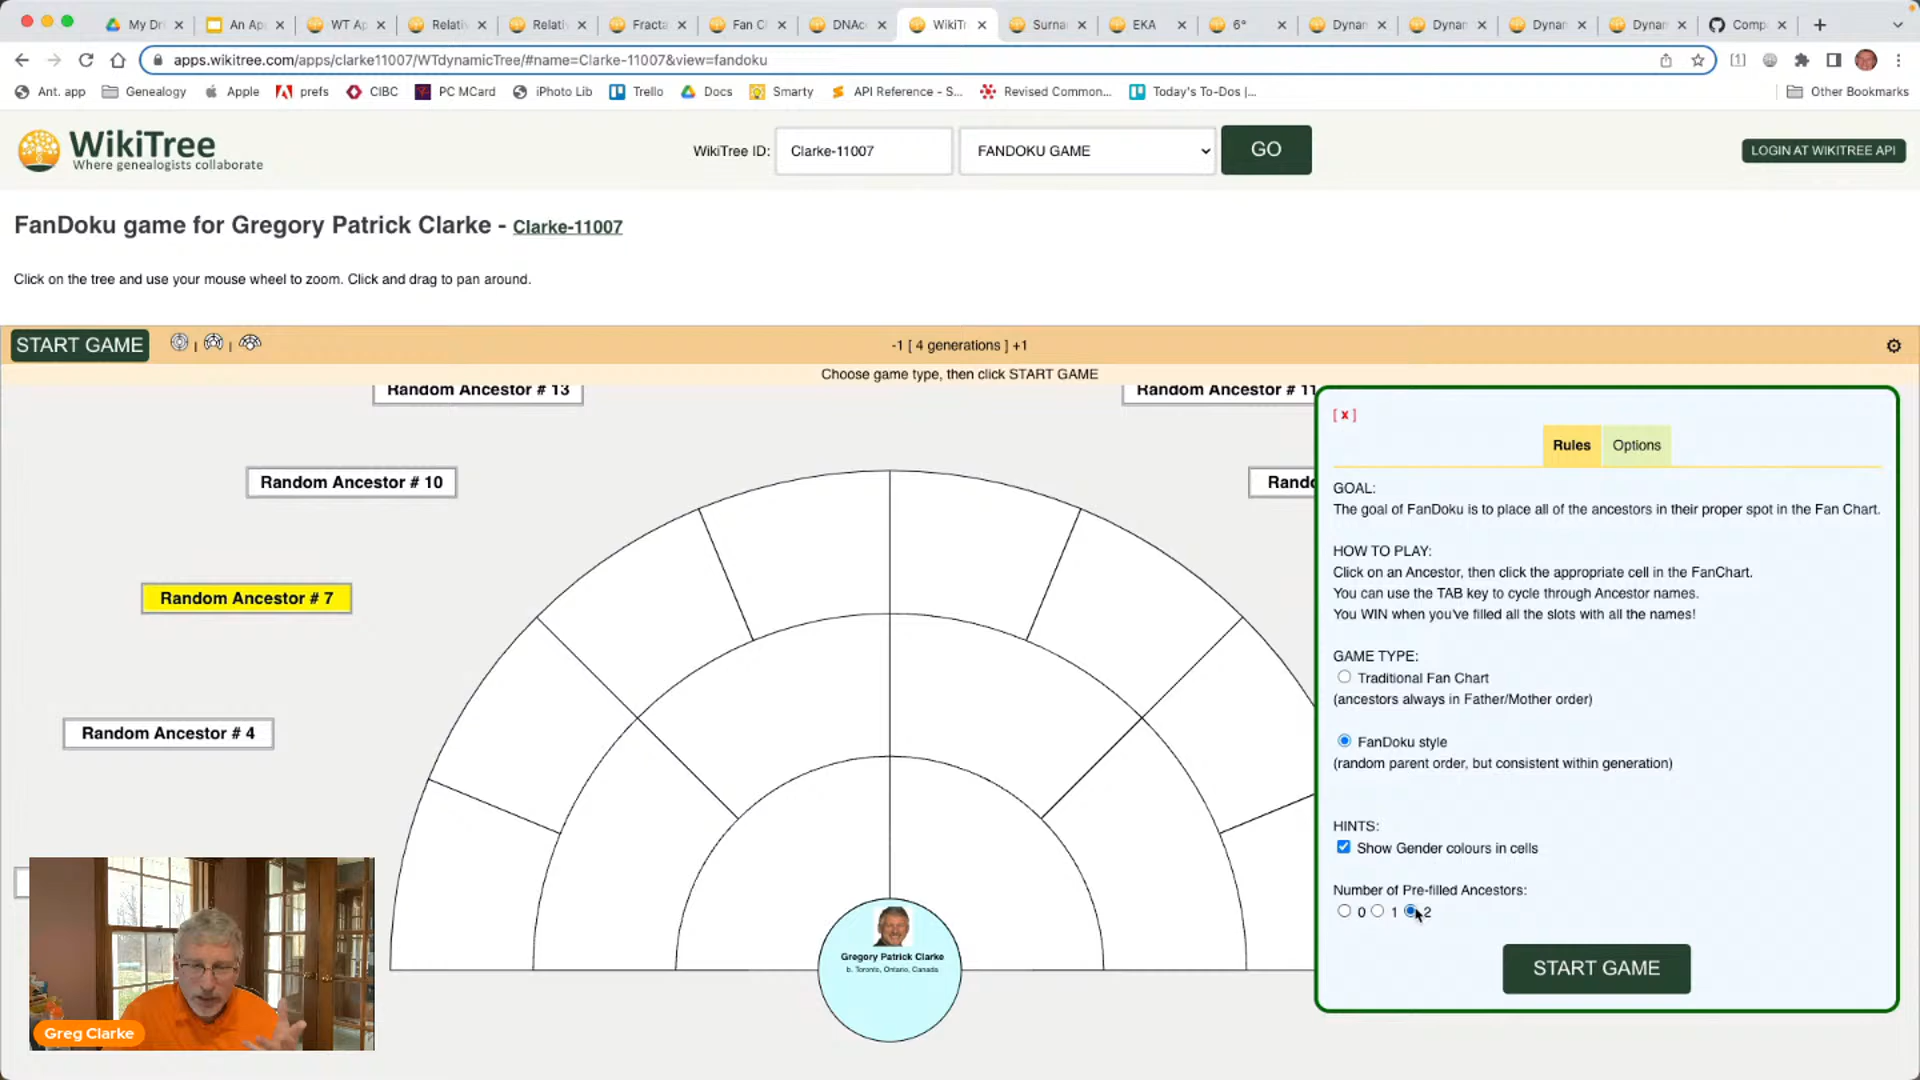 My Dri
An Ap
WT Ap
Relativ
Relativ
Fracta
Fan C
DNAc
WikiTr
Surna
EKA
6°
Dynar
Dynar
Dynar
Dynar
Comp
apps.wikitree.com/apps/clarke11007/WTdynamicTree/#name=Clarke-11007&view=fandoku
Ant. app
Genealogy
Apple
prefs
CIBC
PC MCard
iPhoto Lib
Trello
Docs
Smarty
API Reference - S...
Revised Common...
Today's To-Dos |...
Other Bookmarks
WikiTree
Where genealogists collaborate
WikiTree ID:
Clarke-11007
FANDOKU GAME
GO
LOGIN AT WIKITREE API
FanDoku game for Gregory Patrick Clarke - Clarke-11007
Click on the tree and use your mouse wheel to zoom. Click and drag to pan around.
START GAME
-1 [ 4 generations ] +1
Choose game type, then click START GAME
Random Ancestor # 13
Random Ancestor # 11
Random Ancestor # 10
Rando
Random Ancestor # 7
Random Ancestor # 4
Gregory Patrick Clarke
b. Toronto, Ontario, Canada
[ x ]
Rules
Options
GOAL:
The goal of FanDoku is to place all of the ancestors in their proper spot in the Fan Chart.
HOW TO PLAY:
Click on an Ancestor, then click the appropriate cell in the FanChart.
You can use the TAB key to cycle through Ancestor names.
You WIN when you've filled all the slots with all the names!
GAME TYPE:
Traditional Fan Chart
(ancestors always in Father/Mother order)
FanDoku style
(random parent order, but consistent within generation)
HINTS:
Show Gender colours in cells
Number of Pre-filled Ancestors:
0 1 2
START GAME
Greg Clarke